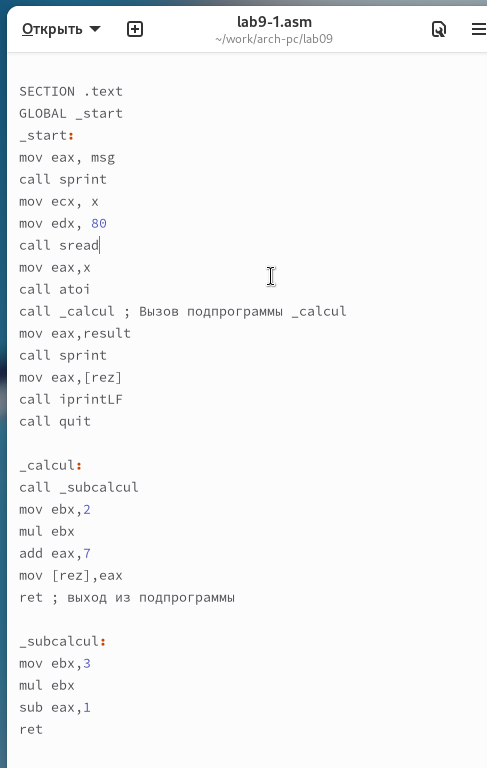 Открыть
lab9-1.asm
~/work/arch-pc/lab09
SECTION .text
GLOBAL _start
_start:
mov eax, msg
call sprint
mov ecx, x
mov edx, 80
call sread
mov eax,x
call atoi
call _calcul ; Вызов подпрограммы _calcul
mov eax,result
call sprint
mov eax,[rez]
call iprintLF
call quit
_calcul:
call _subcalcul
mov ebx,2
mul ebx
add eax,7
mov [rez],eax
ret ; выход из подпрограммы
_subcalcul:
mov ebx,3
mul ebx
sub eax,1
ret